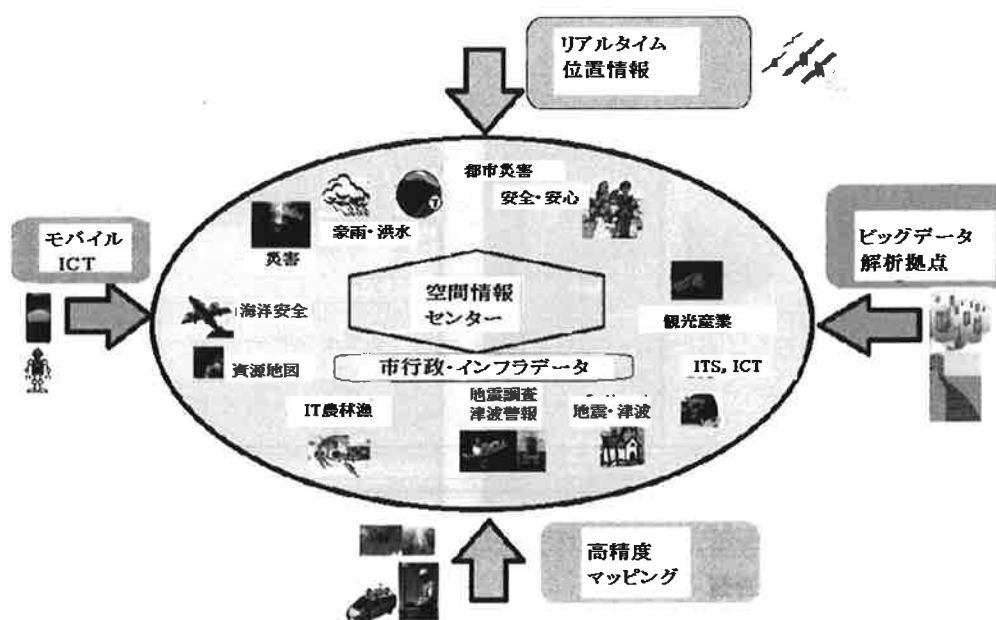 リアルタイム
位置情報
都市災害
安全・安心
豪雨・洪水
災害
モバイル
ICT
ビッグデータ
解析拠点
空間情報
センター
海洋安全
観光産業
資源地図
市行政・インフラデータ
ITS, ICT
IT農林漁
地震調査
津波警報
地震・津波
高精度
マッピング